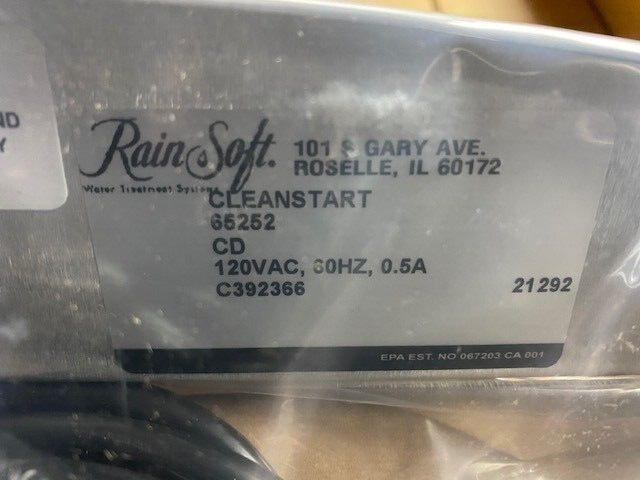 ND
Y
RainSoft. 101 S GARY AVE.
Water Treatment Systems ROSELLE, IL 60172
CLEANSTART
65252
CD
120VAC, 60HZ, 0.5A
C392366 21292
EPA EST. NO 067203 CA 001